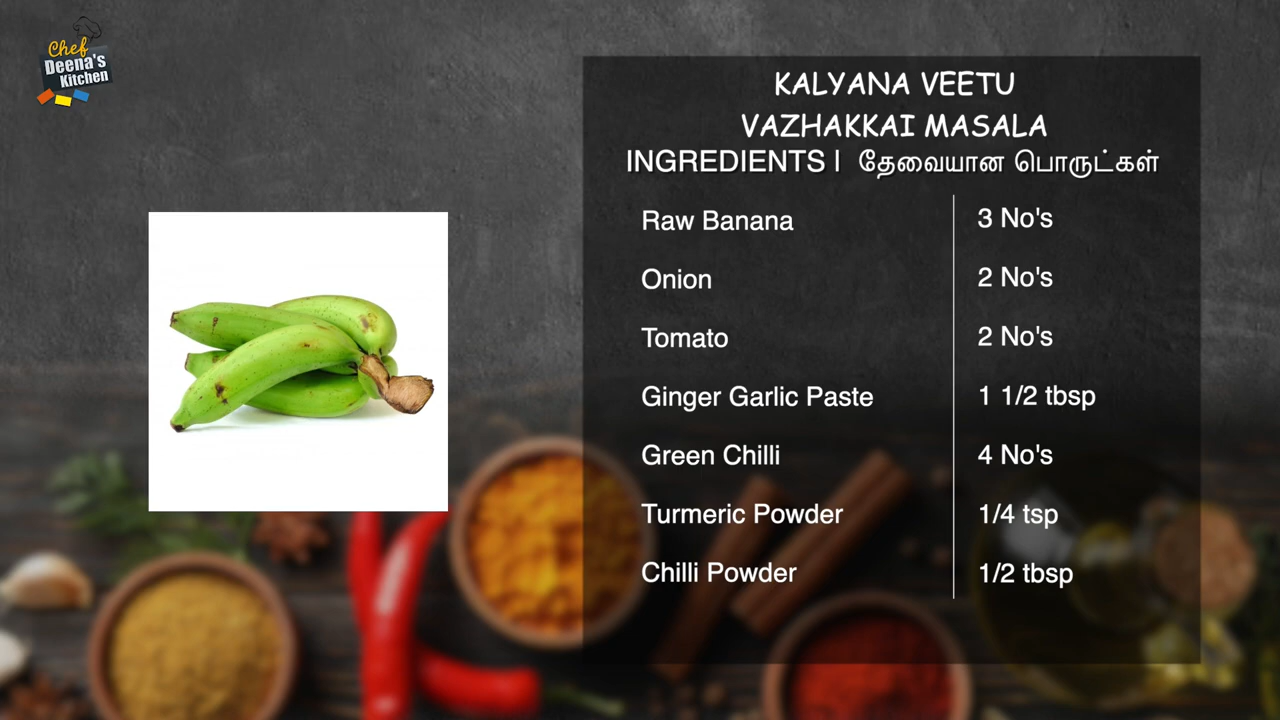 Chef
Deena's
Kitchen
KALYANA VEETU
VAZHAKKAI MASALA
INGREDIENTS | தேவையான பொருட்கள்
Raw Banana 3 No's
Onion 2 No's
Tomato 2 No's
Ginger Garlic Paste 1 1/2 tbsp
Green Chilli 4 No's
Turmeric Powder 1/4 tsp
Chilli Powder 1/2 tbsp